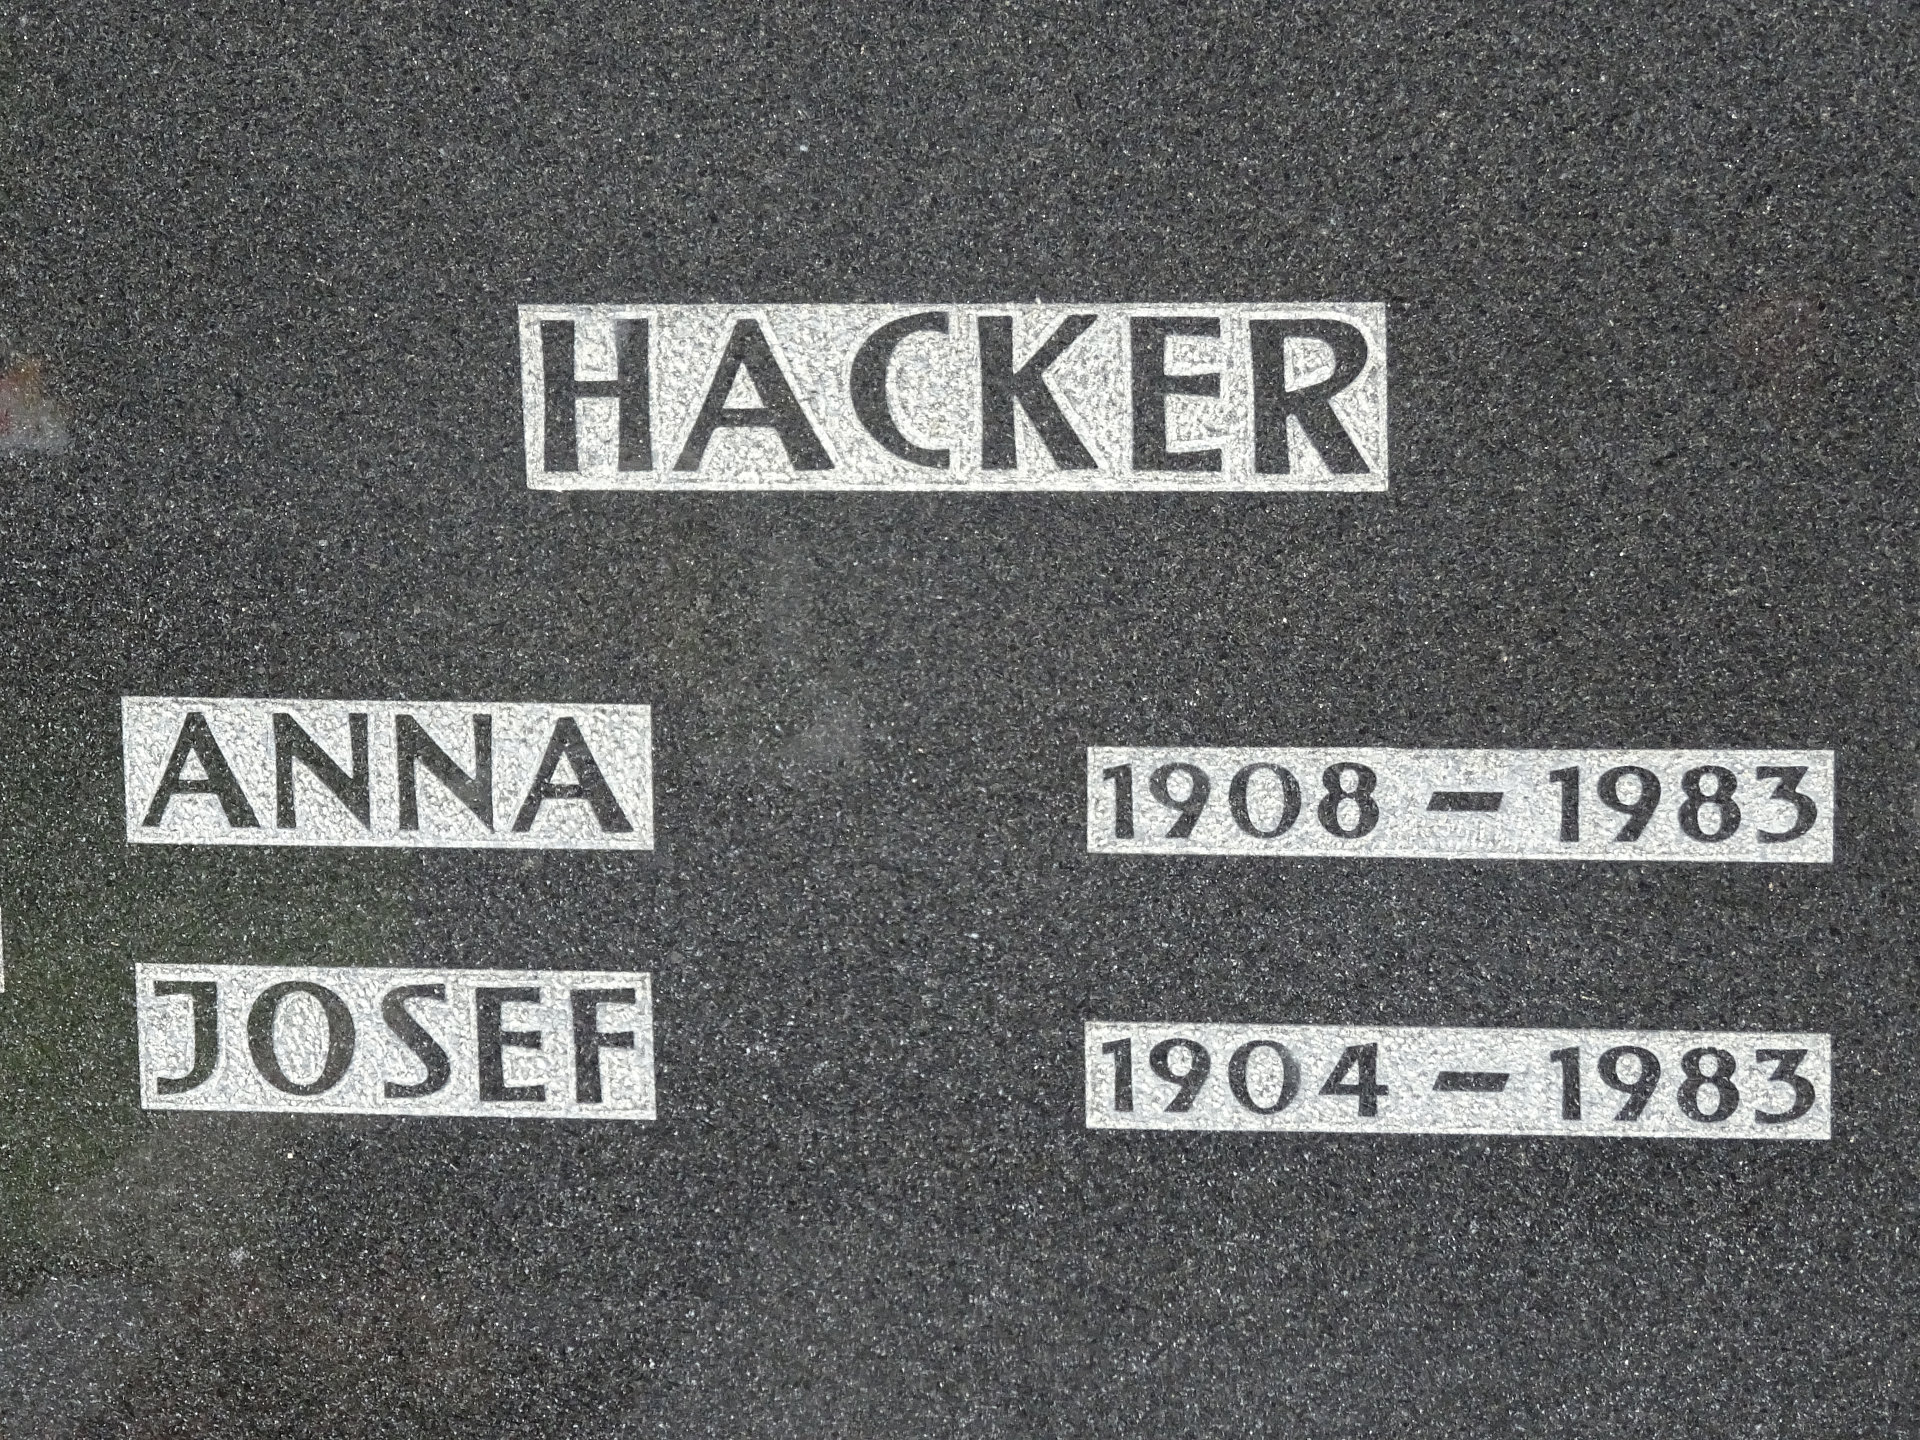 HACKER
ANNA 1908 – 1983
JOSEF 1904 – 1983